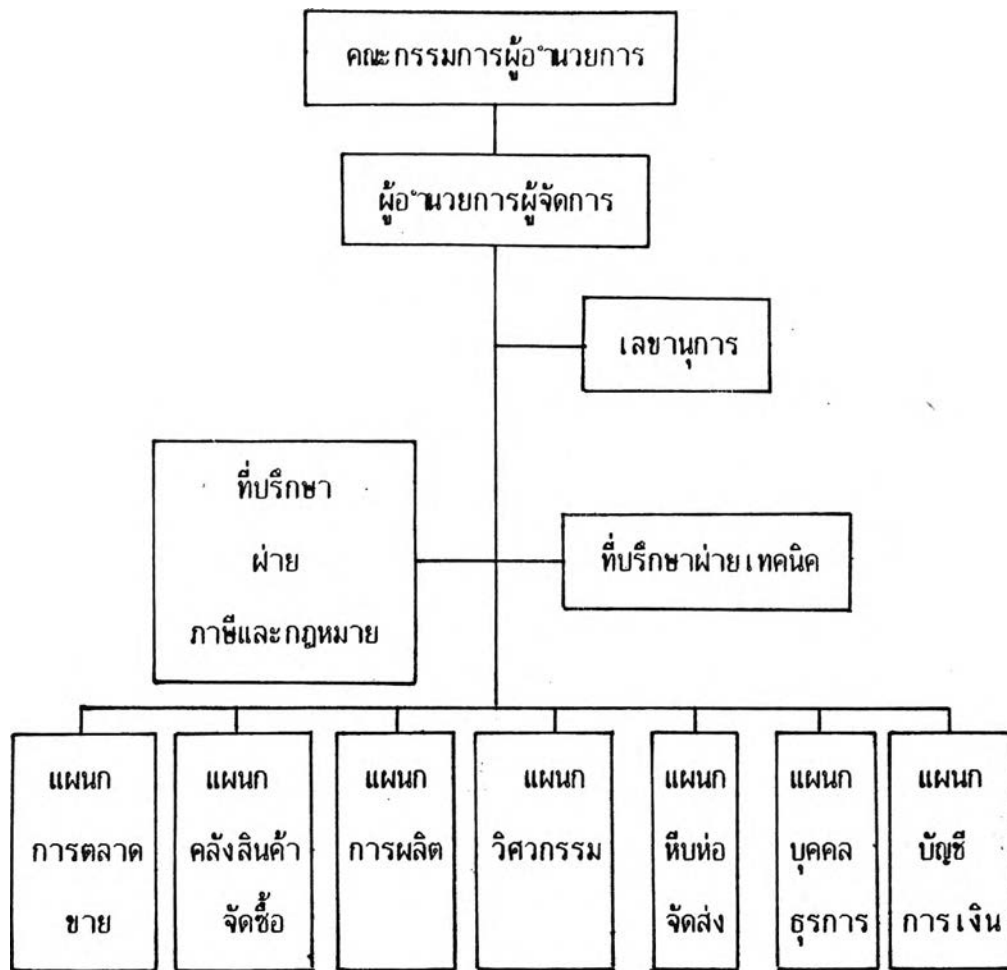 คณะกรรมการผู้อำนวยการ
ผู้อำนวยการผู้จัดการ
เลขานุการ
ที่ปรึกษา
ฝ่าย
ภาษีและกฎหมาย
ที่ปรึกษาฝ่ายเทคนิค
แผนก
การตลาด
ขาย
แผนก
คลังสินค้า
จัดซื้อ
แผนก
การผลิต
แผนก
วิศวกรรม
แผนก
หีบห่อ
จัดส่ง
แผนก
บุคคล
ธุรการ
แผนก
บัญชี
การเงิน